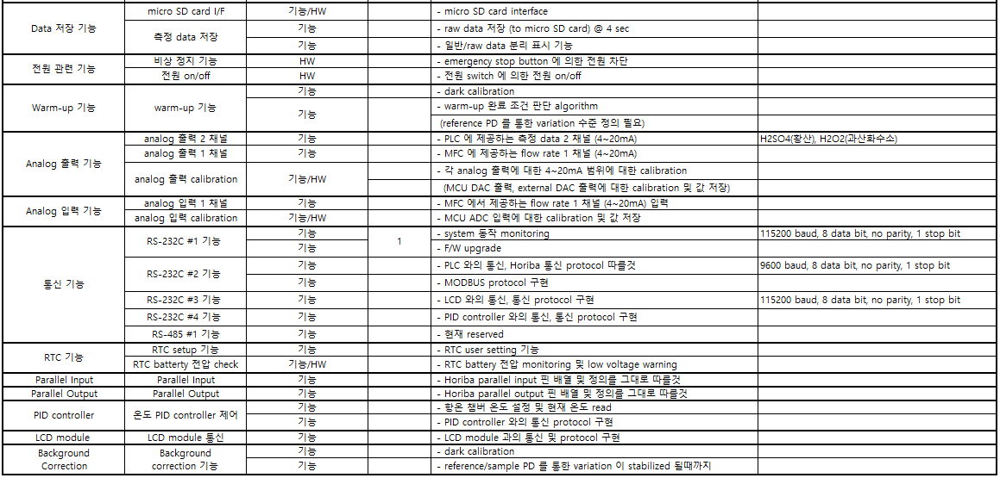 micro SD card I/F 기능/HW - micro SD card interface
Data 저장 기능 측정 data 저장 기능 - raw data 저장 (to micro SD card) @ 4 sec
기능 - 일반/raw data 분리 표시 기능
전원 관련 기능 비상 정지 기능 HW - emergency stop button 에 의한 전원 차단
전원 on/off HW - 전원 switch 에 의한 전원 on/off
Warm-up 기능 warm-up 기능 기능 - dark calibration
기능 - warm-up 완료 조건 판단 algorithm
(reference PD 를 통한 variation 수준 정의 필요)
Analog 출력 기능 analog 출력 2 채널 기능 - PLC 에 제공하는 측정 data 2 채널 (4~20mA) H2SO4(황산), H2O2(과산화수소)
analog 출력 1 채널 기능 - MFC 에 제공하는 flow rate 1 채널 (4~20mA)
analog 출력 calibration 기능/HW - 각 analog 출력에 대한 4~20mA 범위에 대한 calibration
(MCU DAC 출력, external DAC 출력에 대한 calibration 및 값 저장)
Analog 입력 기능 analog 입력 1 채널 기능 - MFC 에서 제공하는 flow rate 1 채널 (4~20mA) 입력
analog 입력 calibration 기능/HW - MCU ADC 입력에 대한 calibration 및 값 저장
통신 기능 RS-232C #1 기능 기능 1 - system 동작 monitoring 115200 baud, 8 data bit, no parity, 1 stop bit
기능 - F/W upgrade
RS-232C #2 기능 기능 - PLC 와의 통신, Horiba 통신 protocol 따를것 9600 baud, 8 data bit, no parity, 1 stop bit
기능 - MODBUS protocol 구현
RS-232C #3 기능 기능 - LCD 와의 통신, 통신 protocol 구현 115200 baud, 8 data bit, no parity, 1 stop bit
RS-232C #4 기능 기능 - PID controller 와의 통신, 통신 protocol 구현
RS-485 #1 기능 기능 - 현재 reserved
RTC 기능 RTC setup 기능 기능 - RTC user setting 기능
RTC batterty 전압 check 기능/HW - RTC battery 전압 monitoring 및 low voltage warning
Parallel Input Parallel Input 기능 - Horiba parallel input 핀 배열 및 정의를 그대로 따를것
Parallel Output Parallel Output 기능 - Horiba parallel output 핀 배열 및 정의를 그대로 따를것
PID controller 온도 PID controller 제어 기능 - 항온 챔버 온도 설정 및 현재 온도 read
기능 - PID controller 와의 통신 protocol 구현
LCD module LCD module 통신 기능 - LCD module 과의 통신 및 protocol 구현
Background Correction Background correction 기능 기능 - dark calibration
기능 - reference/sample PD 를 통한 variation 이 stabilized 될때까지